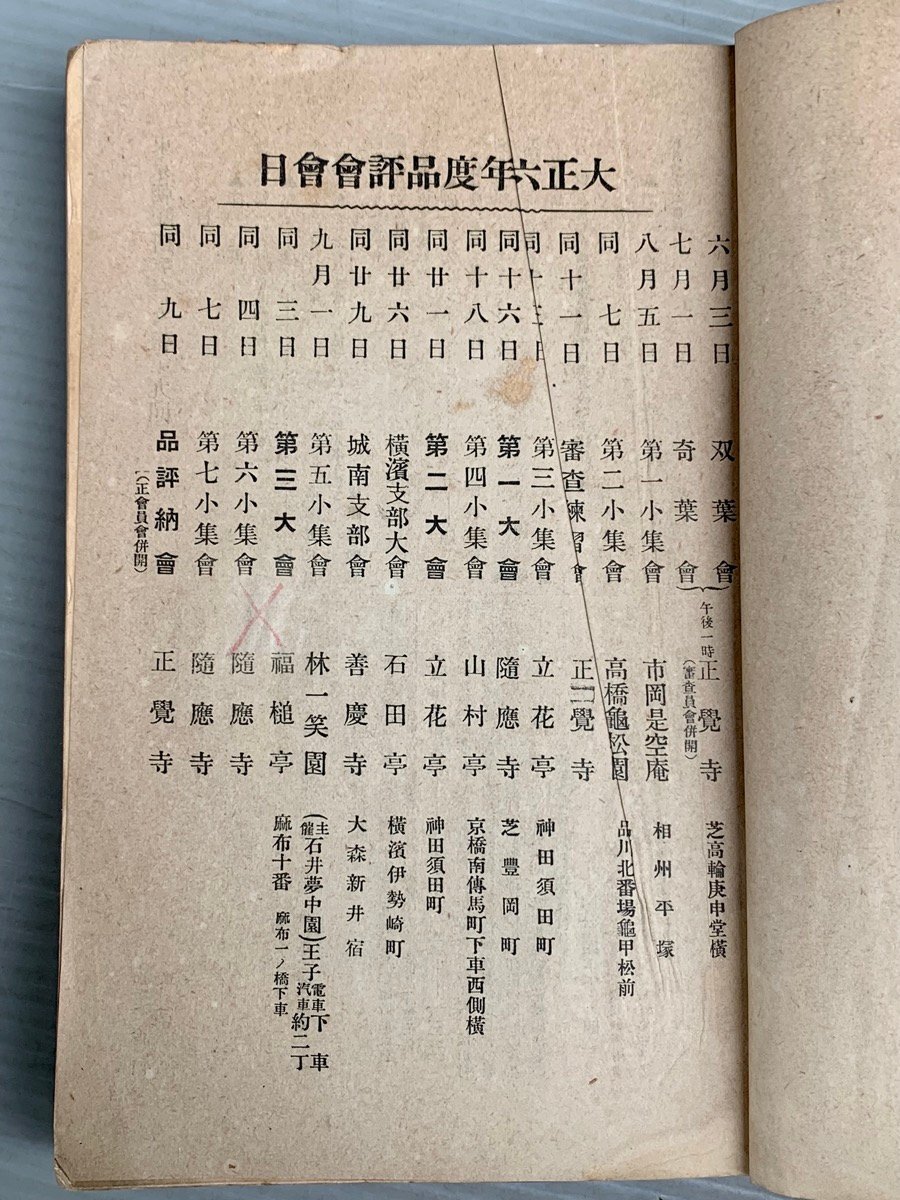 大正六年度品評會會日
六月三日 双葉會 午後一時 正覺寺 芝高輪庚申堂橫
七月一日 奇葉會 (審査員會併開)
八月五日 第一小集會 市岡是空庵 相州平塚
同七日 第二小集會 高橋龜松園 品川北番場龜甲松前
同十一日 審査練習會 正覺寺
同十三日 第三小集會 立花亭 神田須田町
同十六日 第一大會 隨應寺 芝豐岡町
同十八日 第四小集會 山村亭 京橋南傳馬町下車西側橫
同廿一日 第二大會 立花亭 神田須田町
同廿六日 橫濱支部大會 石田亭 橫濱伊勢崎町
同廿九日 城南支部會 善慶寺 大森新井宿
九月一日 第五小集會 林一笑園 (主催石井夢中園)王子電車汽車下車約二丁
同三日 第三大會 福槌亭 麻布十番 麻布一ノ橋下車
同四日 第六小集會 隨應寺
同七日 第七小集會 隨應寺
同九日 品評納會 正覺寺
(正會員會併開)